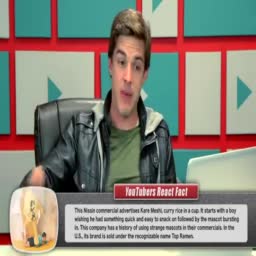 YouTubers React Fact
This Nissin commercial advertises Kare Meshi, curry rice in a cup. It starts with a boy
wishing he had something quick and easy to snack on followed by the mascot bursting
in. This company has a history of using strange mascots in their commercials. In the
U.S., its brand is sold under the recognizable name Top Ramen.